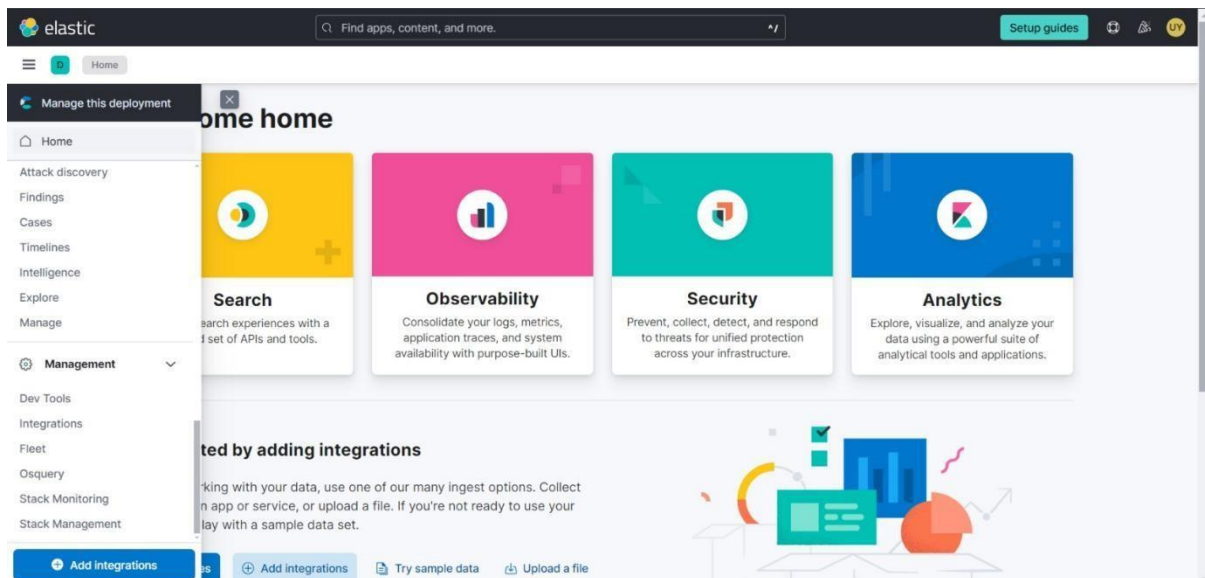 elastic
Find apps, content, and more.
^/
Setup guides
UY
D
Home
Manage this deployment
Home
Attack discovery
Findings
Cases
Timelines
Intelligence
Explore
Manage
Management
Dev Tools
Integrations
Fleet
Osquery
Stack Monitoring
Stack Management
Add integrations
ome home
Search
earch experiences with a
set of APIs and tools.
Observability
Consolidate your logs, metrics,
application traces, and system
availability with purpose-built UIs.
Security
Prevent, collect, detect, and respond
to threats for unified protection
across your infrastructure.
Analytics
Explore, visualize, and analyze your
data using a powerful suite of
analytical tools and applications.
ted by adding integrations
king with your data, use one of our many ingest options. Collect
n app or service, or upload a file. If you're not ready to use your
lay with a sample data set.
es
Add integrations
Try sample data
Upload a file